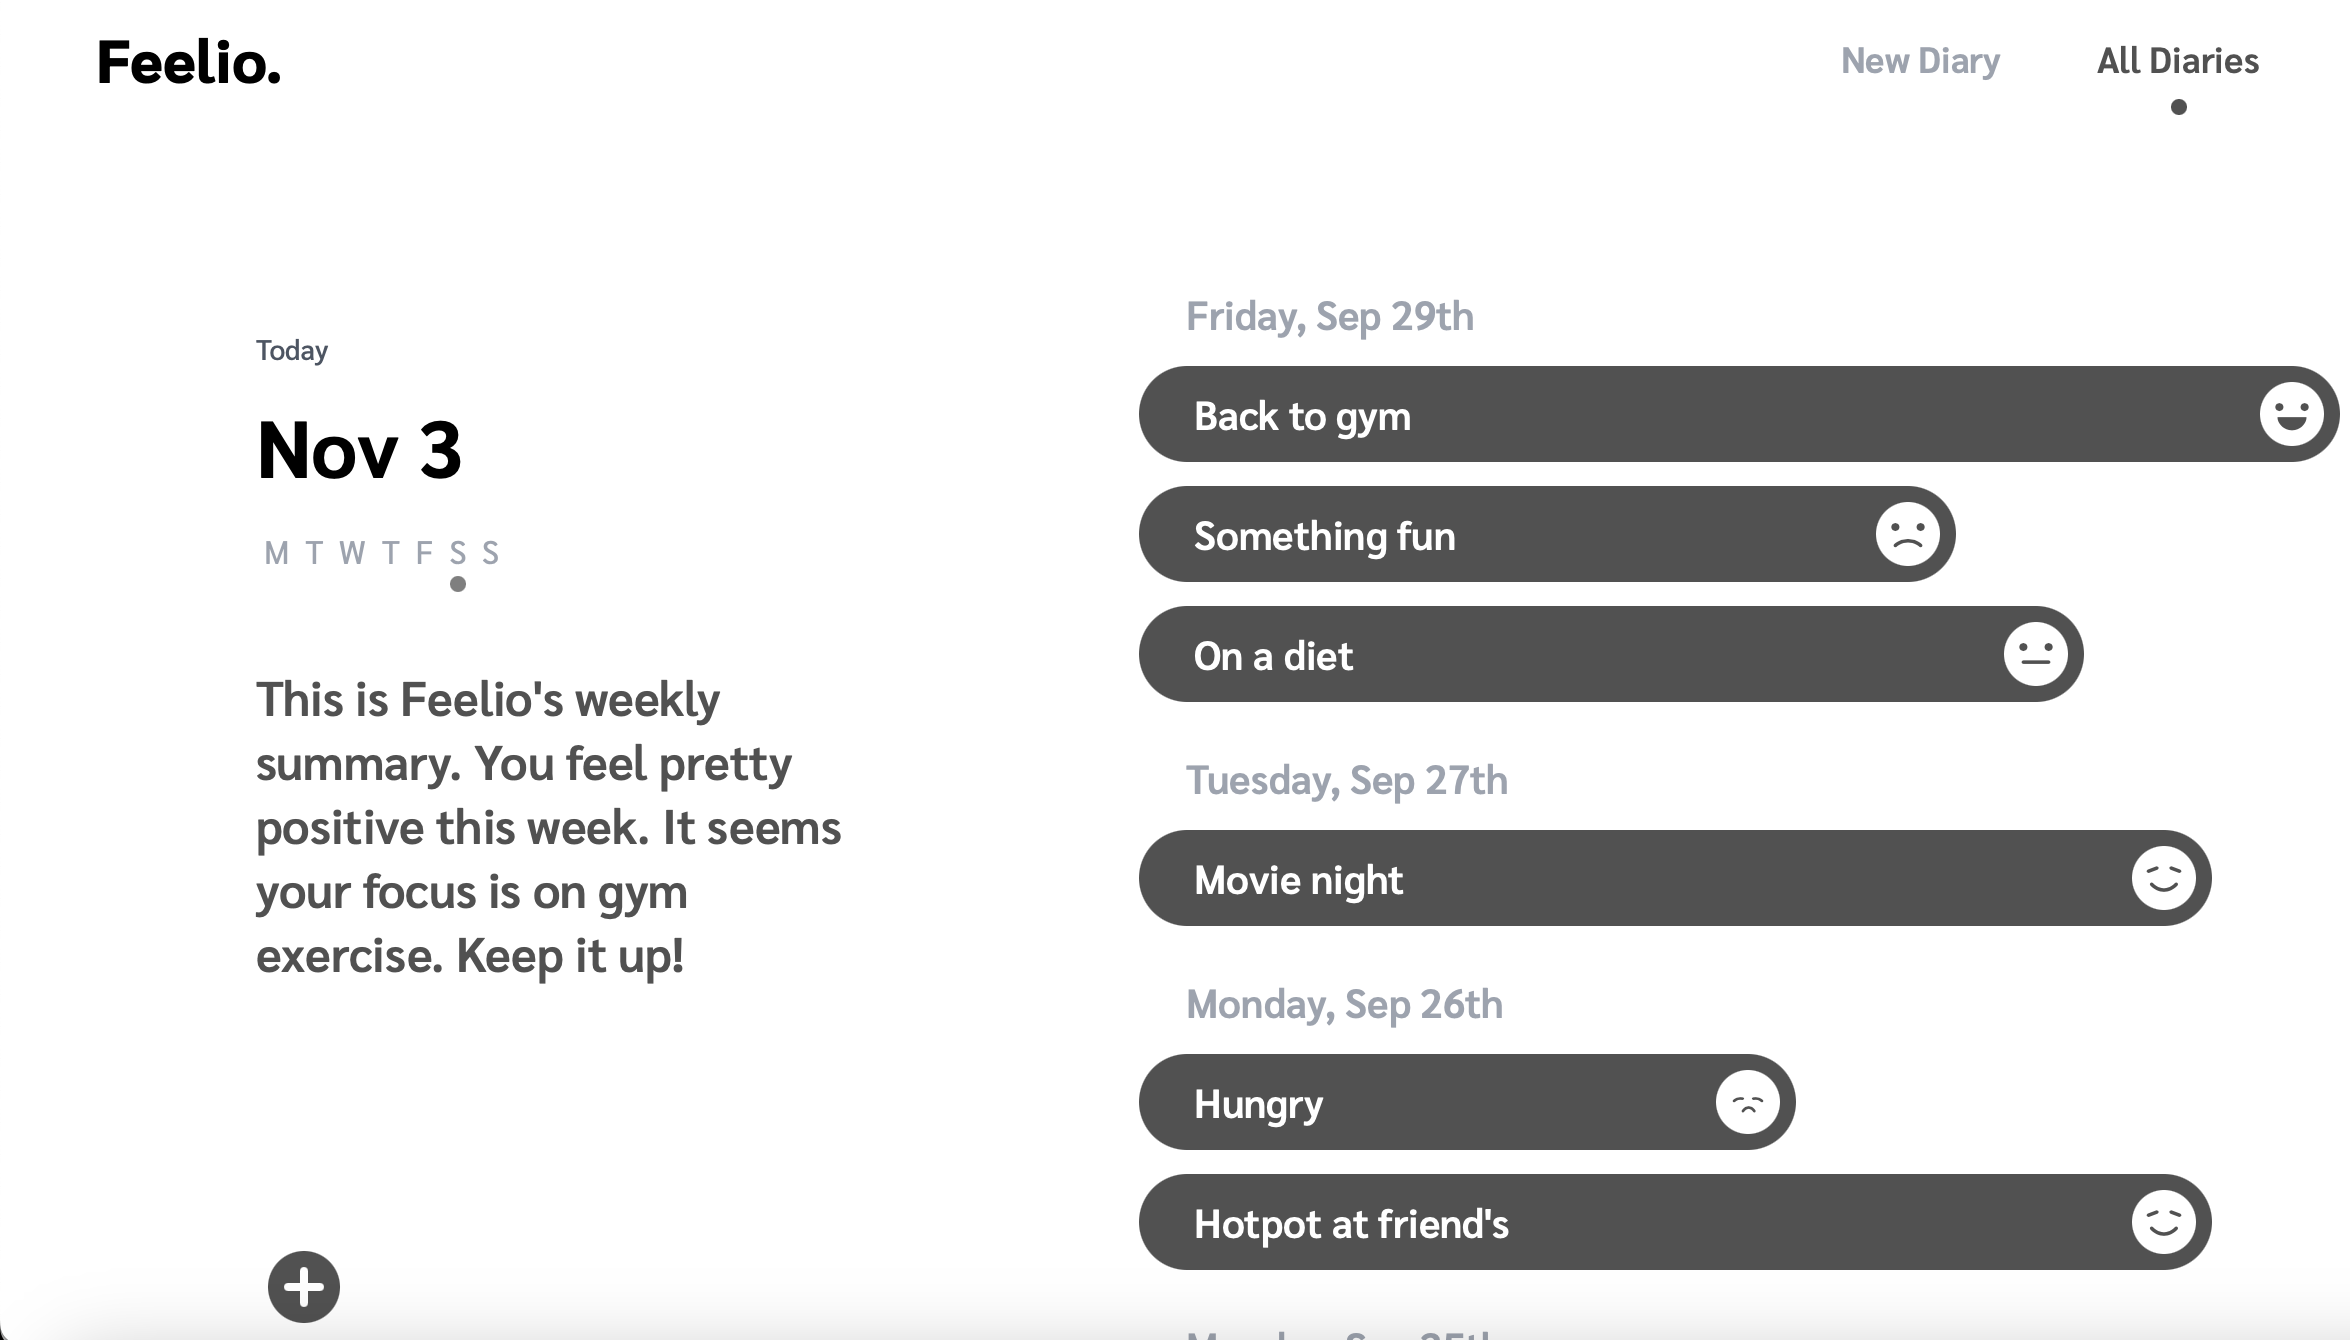 Feelio.
New Diary
All Diaries
Today
Nov 3
M T W T F S S
This is Feelio's weekly
summary. You feel pretty
positive this week. It seems
your focus is on gym
exercise. Keep it up!
Friday, Sep 29th
Back to gym
Something fun
On a diet
Tuesday, Sep 27th
Movie night
Monday, Sep 26th
Hungry
Hotpot at friend's